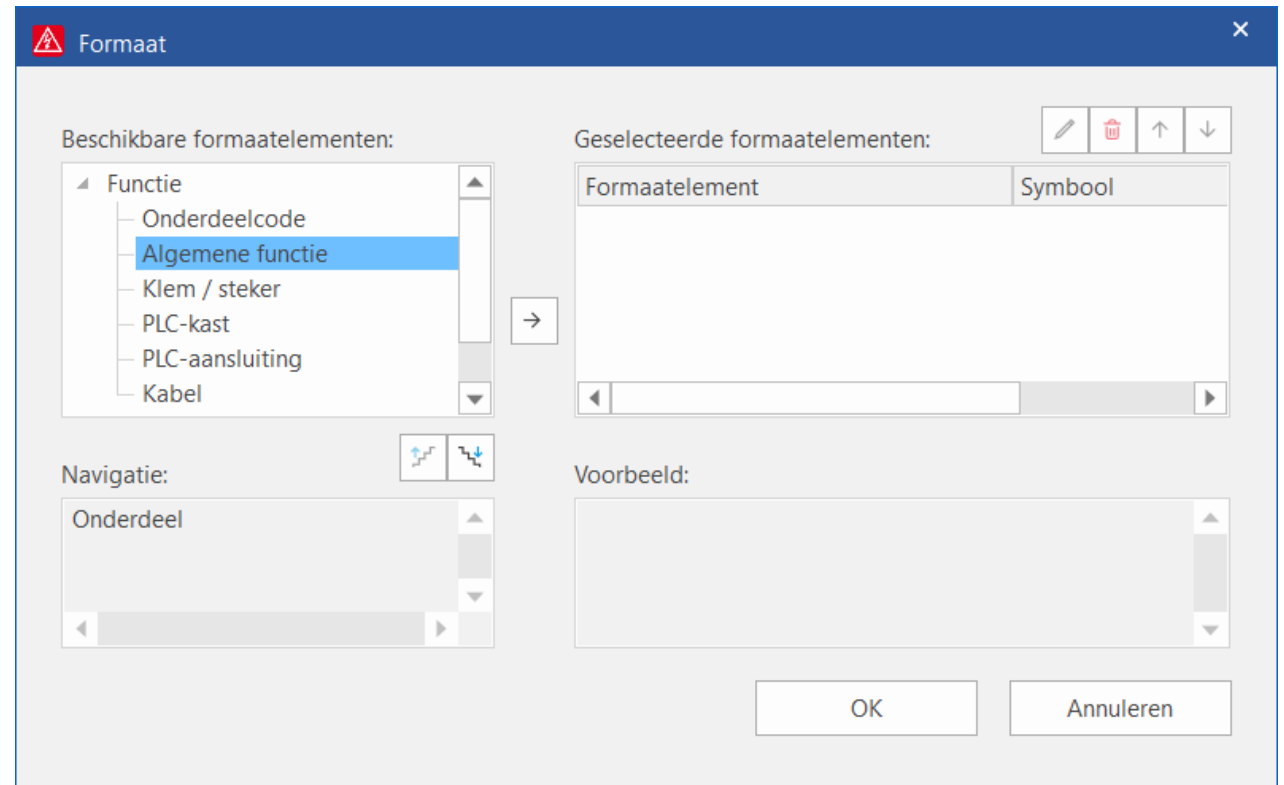 Formaat
Beschikbare formaatelementen:
Functie
Onderdeelcode
Algemene functie
Klem / steker
PLC-kast
PLC-aansluiting
Kabel
Geselecteerde formaatelementen:
Formaatelement Symbool
Navigatie:
Onderdeel
Voorbeeld:
OK Annuleren